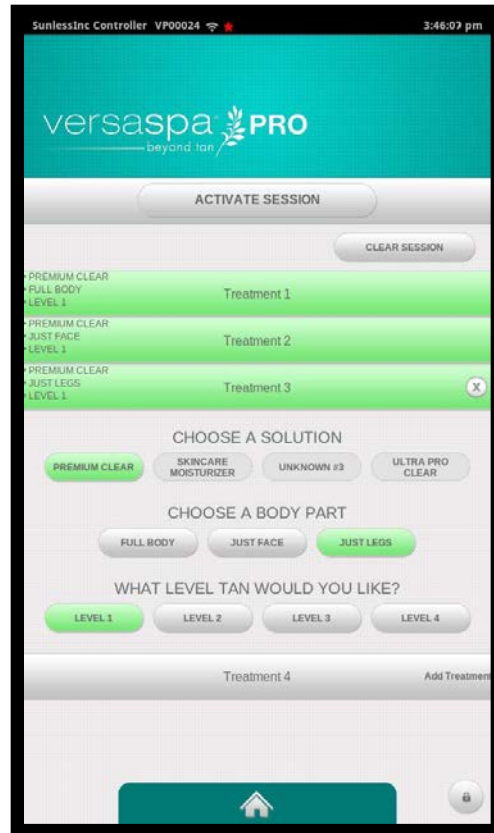 SunlessInc Controller VP00024 3:46:07 pm
versaspa PRO
beyond tan
ACTIVATE SESSION
CLEAR SESSION
• PREMIUM CLEAR
• FULL BODY
• LEVEL 1
Treatment 1
• PREMIUM CLEAR
• JUST FACE
• LEVEL 1
Treatment 2
• PREMIUM CLEAR
• JUST LEGS
• LEVEL 1
Treatment 3
X
CHOOSE A SOLUTION
PREMIUM CLEAR
SKINCARE
MOISTURIZER
UNKNOWN #3
ULTRA PRO
CLEAR
CHOOSE A BODY PART
FULL BODY JUST FACE JUST LEGS
WHAT LEVEL TAN WOULD YOU LIKE?
LEVEL 1 LEVEL 2 LEVEL 3 LEVEL 4
Treatment 4 Add Treatmen